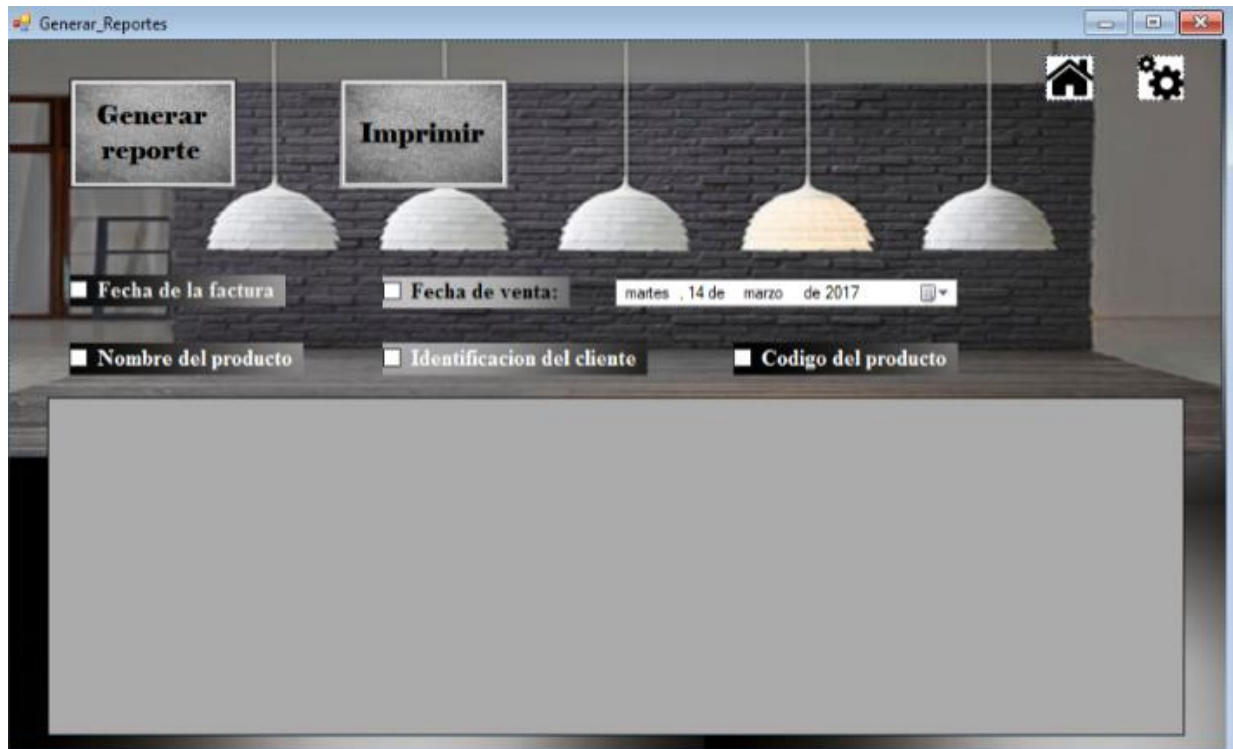 Generar_Reportes
Generar
reporte
Imprimir
Fecha de la factura
Fecha de venta:
martes , 14 de marzo de 2017
Nombre del producto
Identificacion del cliente
Codigo del producto